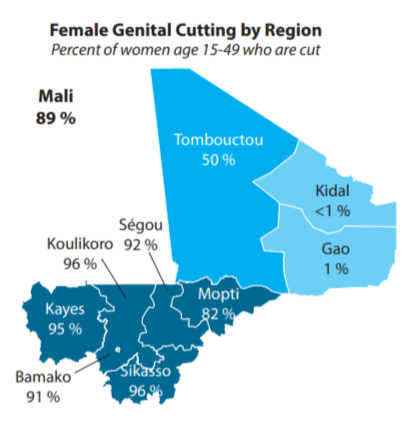 Female Genital Cutting by Region
Percent of women age 15-49 who are cut
Mali
89 %
Tombouctou
50 %
Kidal
<1 %
Gao
1 %
Ségou
92 %
Koulikoro
96 %
Mopti
82 %
Kayes
95 %
Bamako
91 %
Sikasso
96 %